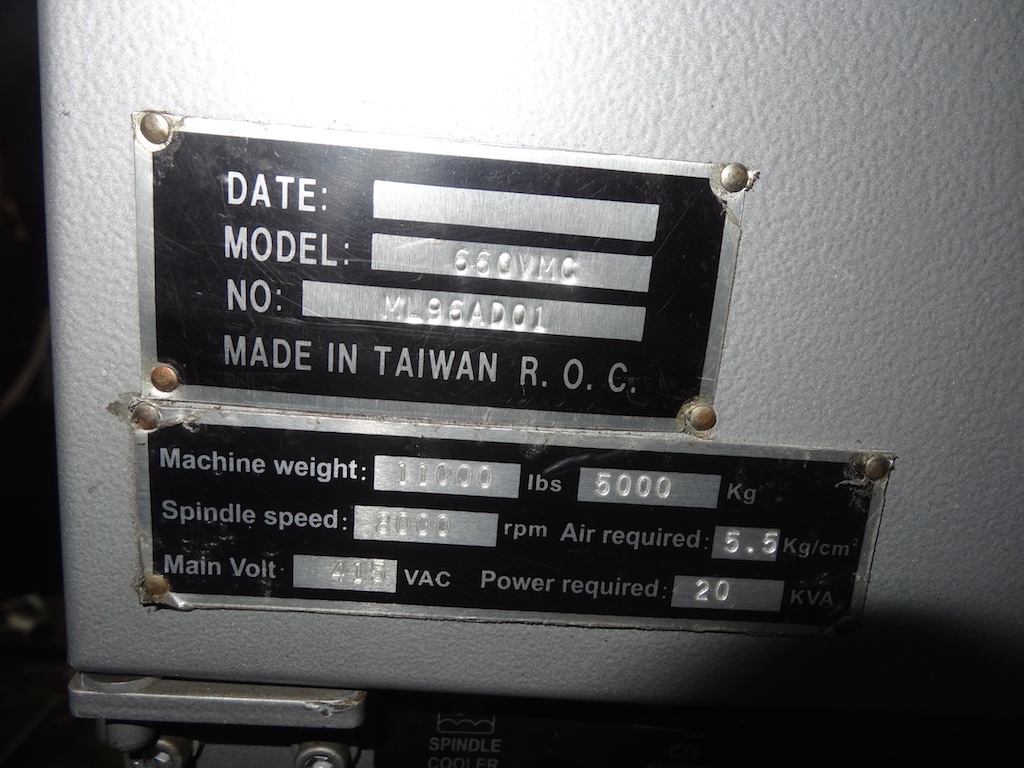 DATE:
MODEL: 660VMC
NO: ML96AD01
MADE IN TAIWAN R. O. C.
Machine weight: 11000 lbs 5000 Kg
Spindle speed: 8000 rpm Air required: 5.5 Kg/cm²
Main Volt 415 VAC Power required: 20 KVA
SPINDLE
COOLER